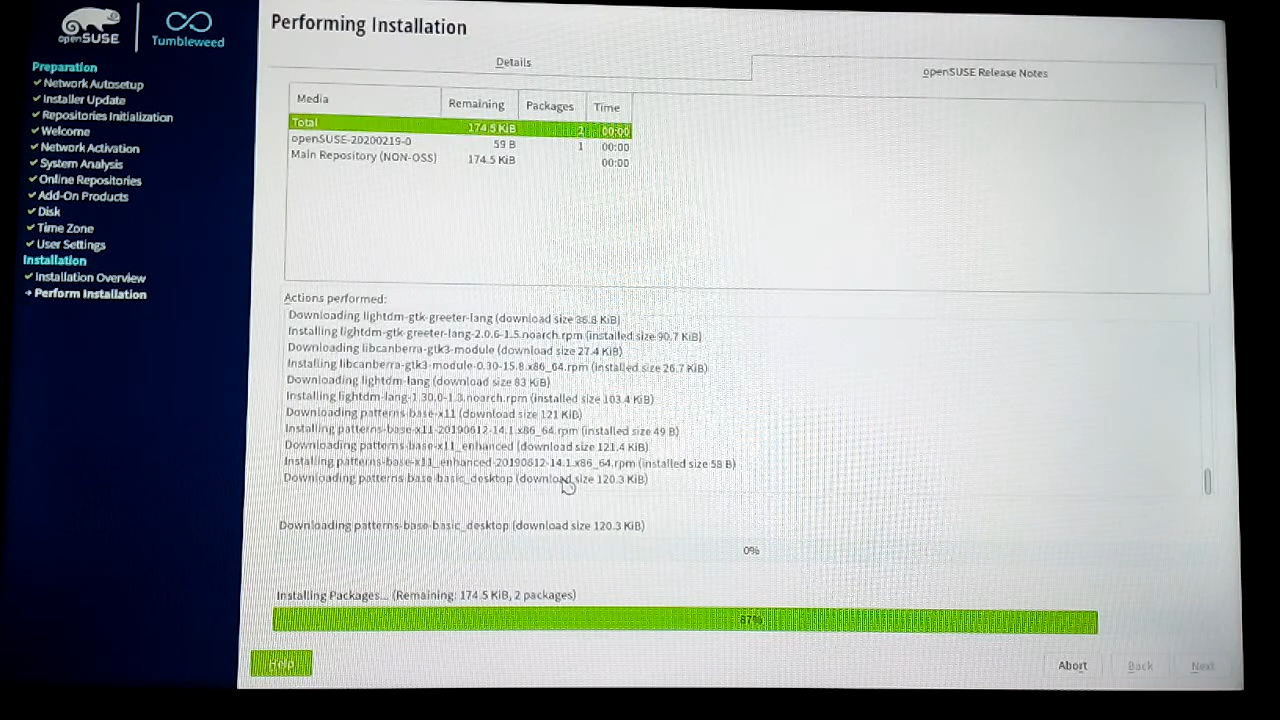 Performing Installation
openSUSE
Tumbleweed
Preparation
Network Autosetup
Installer Update
Repositories Initialization
Welcome
Network Activation
System Analysis
Online Repositories
Add-On Products
Disk
Time Zone
User Settings
Installation
Installation Overview
Perform Installation
Details
openSUSE Release Notes
Media Remaining Packages Time
Total 174.5 KiB 2 00:00
openSUSE-20200219-0 59 B 1 00:00
Main Repository (NON-OSS) 174.5 KiB 00:00
Actions performed:
Downloading lightdm-gtk-greeter-lang (download size 36.8 KiB)
Installing lightdm-gtk-greeter-lang-2.0.6-1.5.noarch.rpm (installed size 90.7 KiB)
Downloading libcanberra-gtk3-module (download size 27.4 KiB)
Installing libcanberra-gtk3-module-0.30-15.8.x86_64.rpm (installed size 26.7 KiB)
Downloading lightdm-lang (download size 83 KiB)
Installing lightdm-lang-1.30.0-1.3.noarch.rpm (installed size 103.4 KiB)
Downloading patterns-base-x11 (download size 121 KiB)
Installing patterns-base-x11-20190612-14.1.x86_64.rpm (installed size 49 B)
Downloading patterns-base-x11_enhanced (download size 121.4 KiB)
Installing patterns-base-x11_enhanced-20190612-14.1.x86_64.rpm (installed size 58 B)
Downloading patterns-base-basic_desktop (download size 120.3 KiB)
Downloading patterns-base-basic_desktop (download size 120.3 KiB)
0%
Installing Packages... (Remaining: 174.5 KiB, 2 packages)
87%
Help
Abort
Back
Next